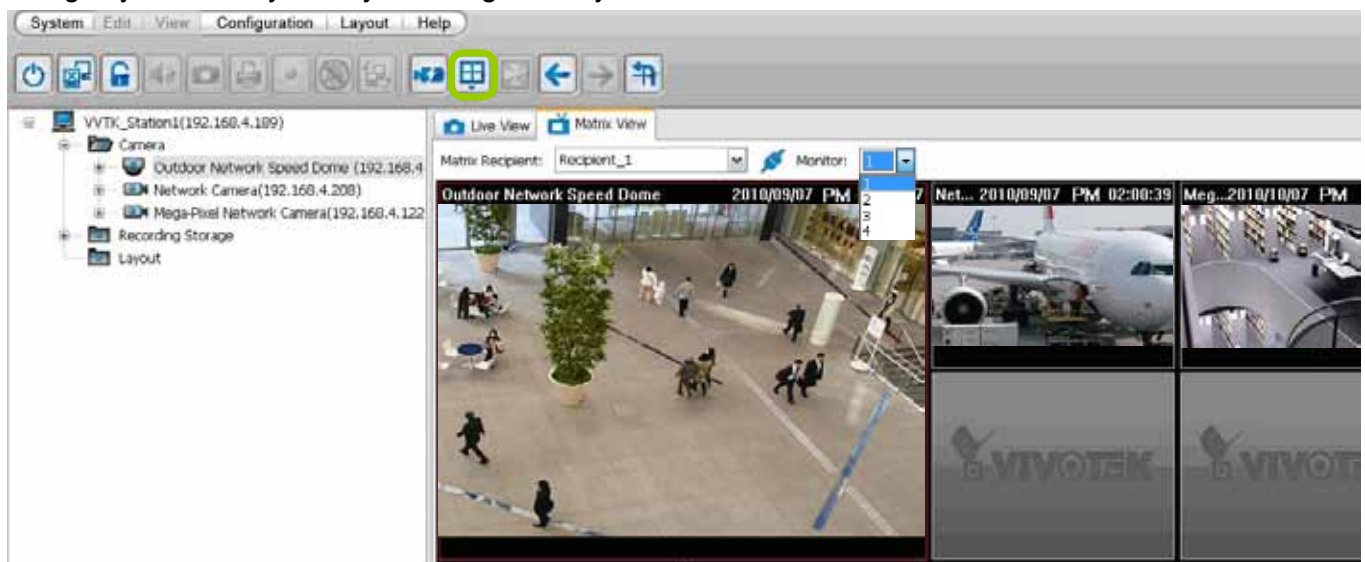 System Edit View Configuration Layout Help
VVTK_Station1(192.168.4.189)
Camera
Outdoor Network Speed Dome (192.168.4
Network Camera(192.168.4.208)
Mega-Pixel Network Camera(192.168.4.122
Recording Storage
Layout
Live View Matrix View
Matrix Recipient: Recipient_1 Monitor: 1
1
2
3
4
Outdoor Network Speed Dome 2010/09/07 PM 7
Net... 2010/09/07 PM 02:00:39
Meg...2010/10/07 PM
VIVOTEK
VIVOT